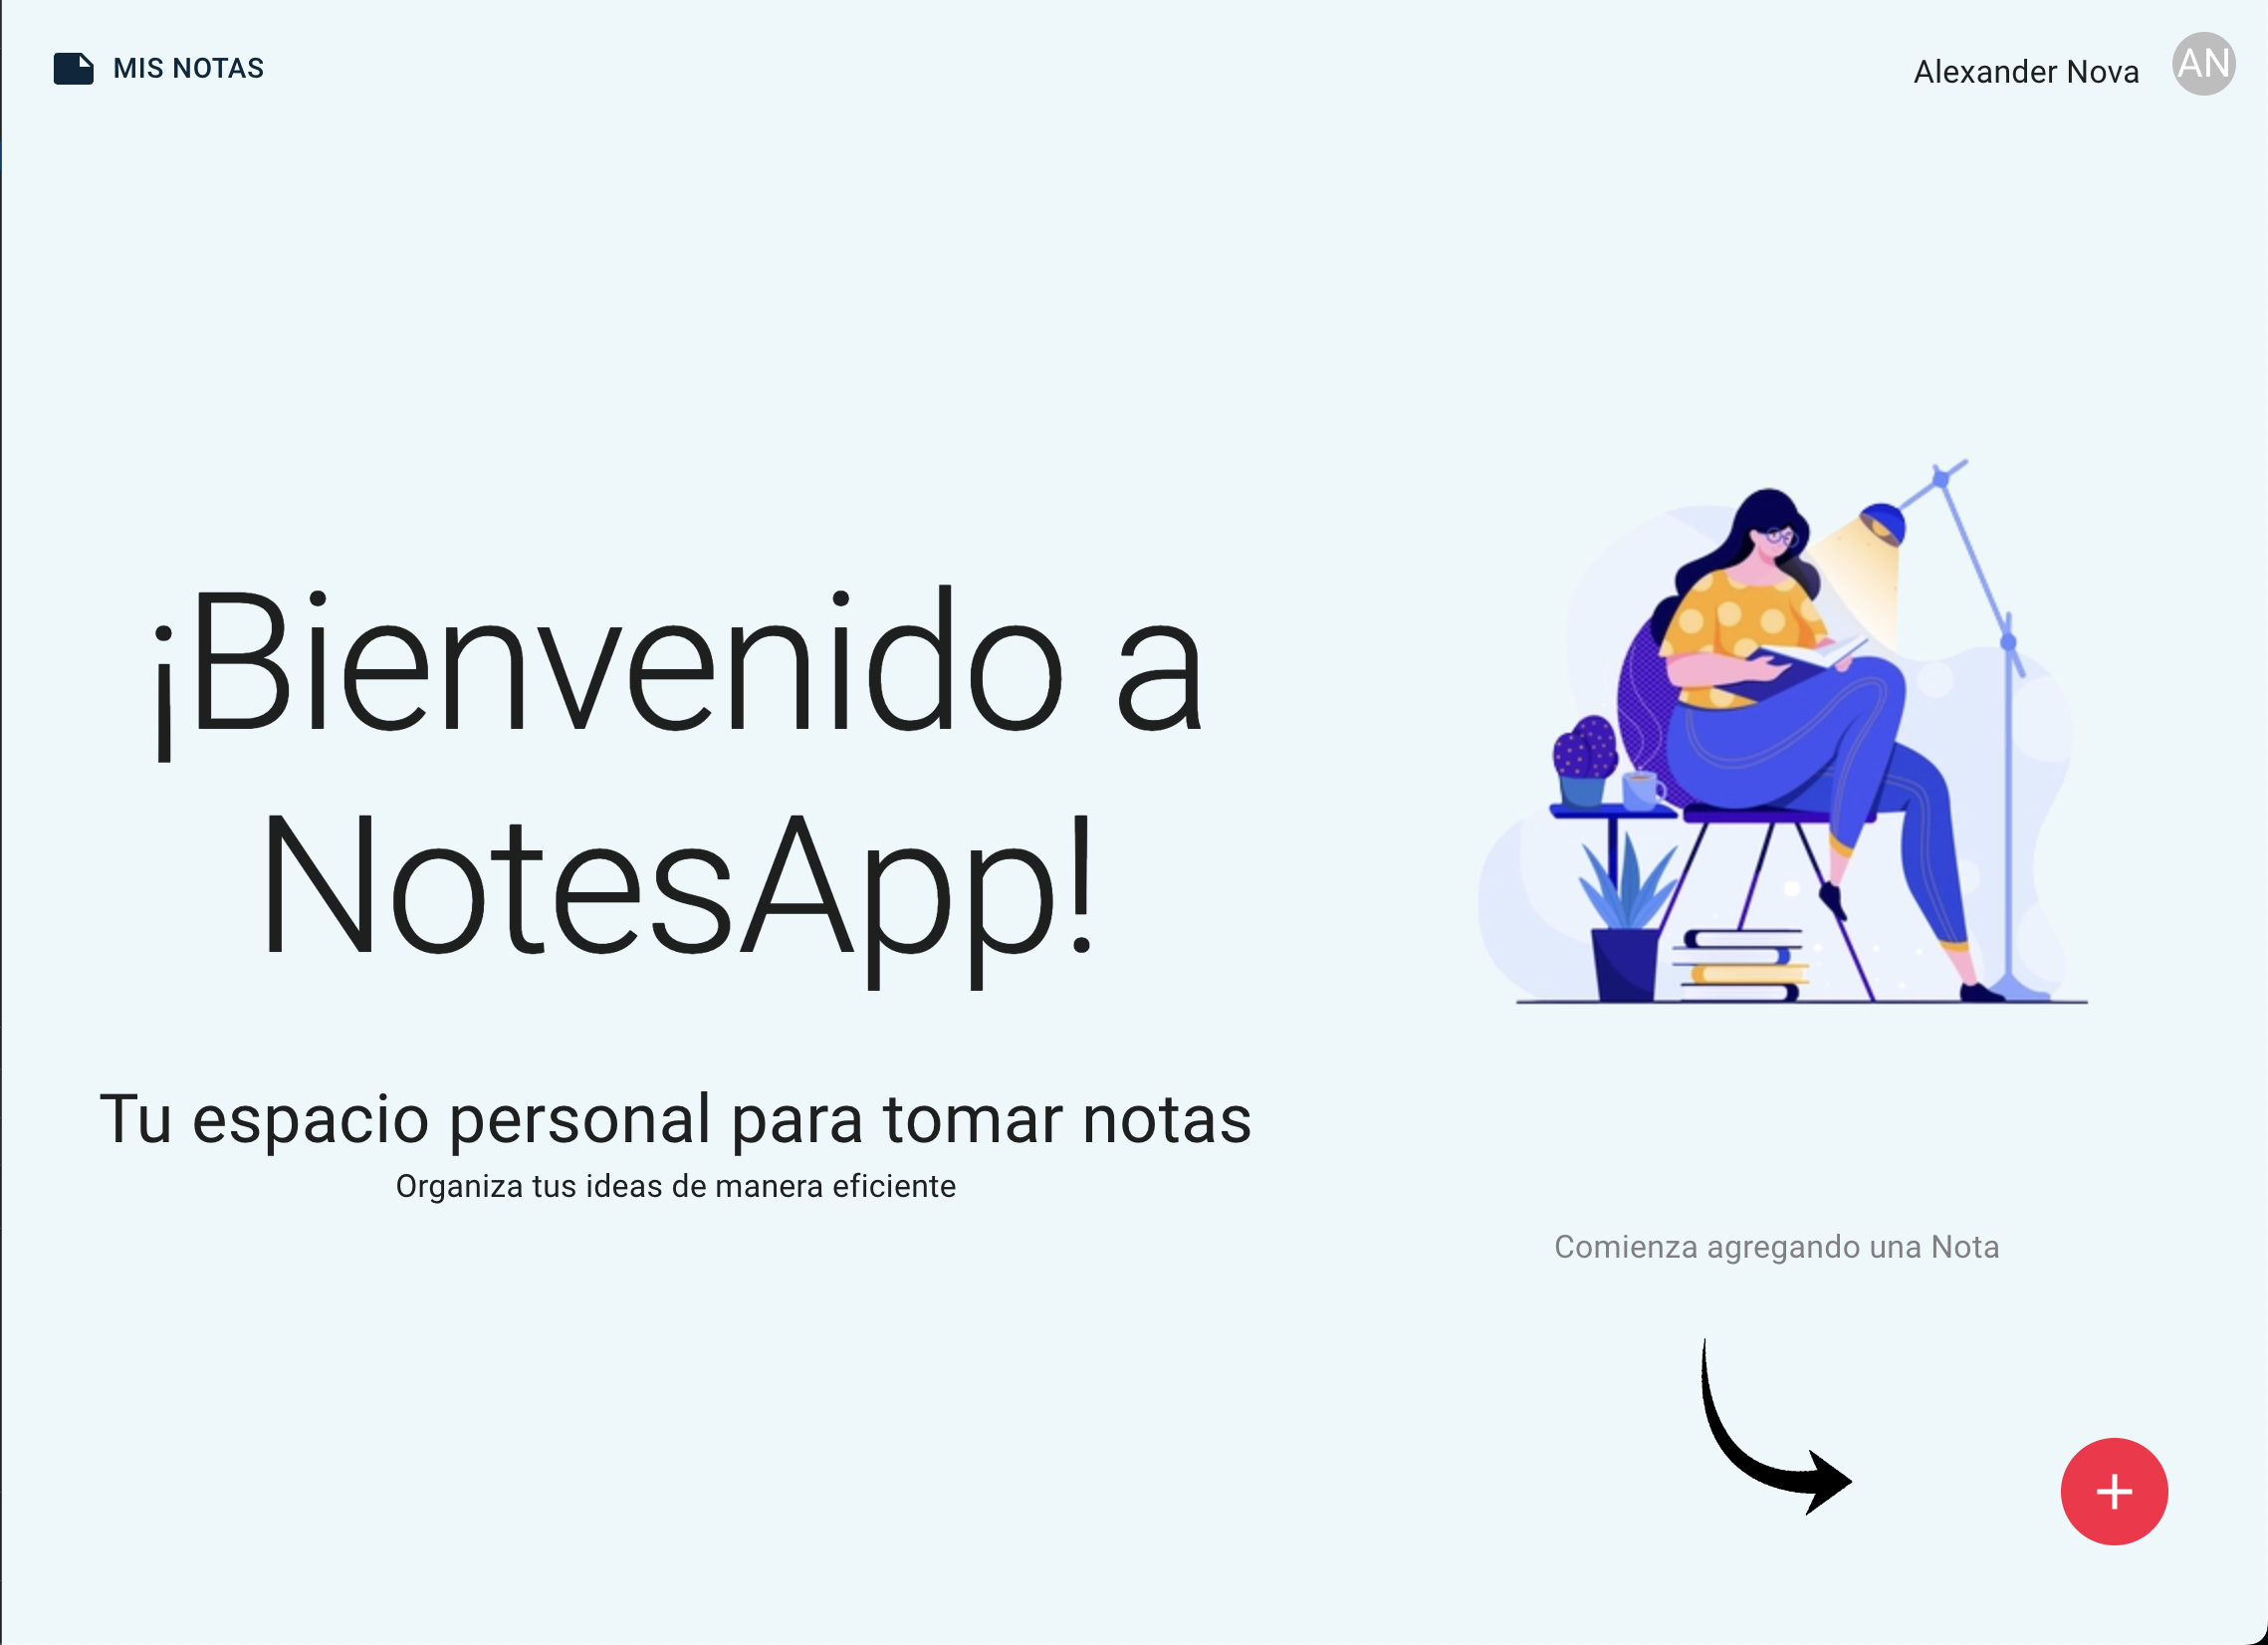 MIS NOTAS
Alexander Nova
AN
¡Bienvenido a
NotesApp!
Tu espacio personal para tomar notas
Organiza tus ideas de manera eficiente
Comienza agregando una Nota
+